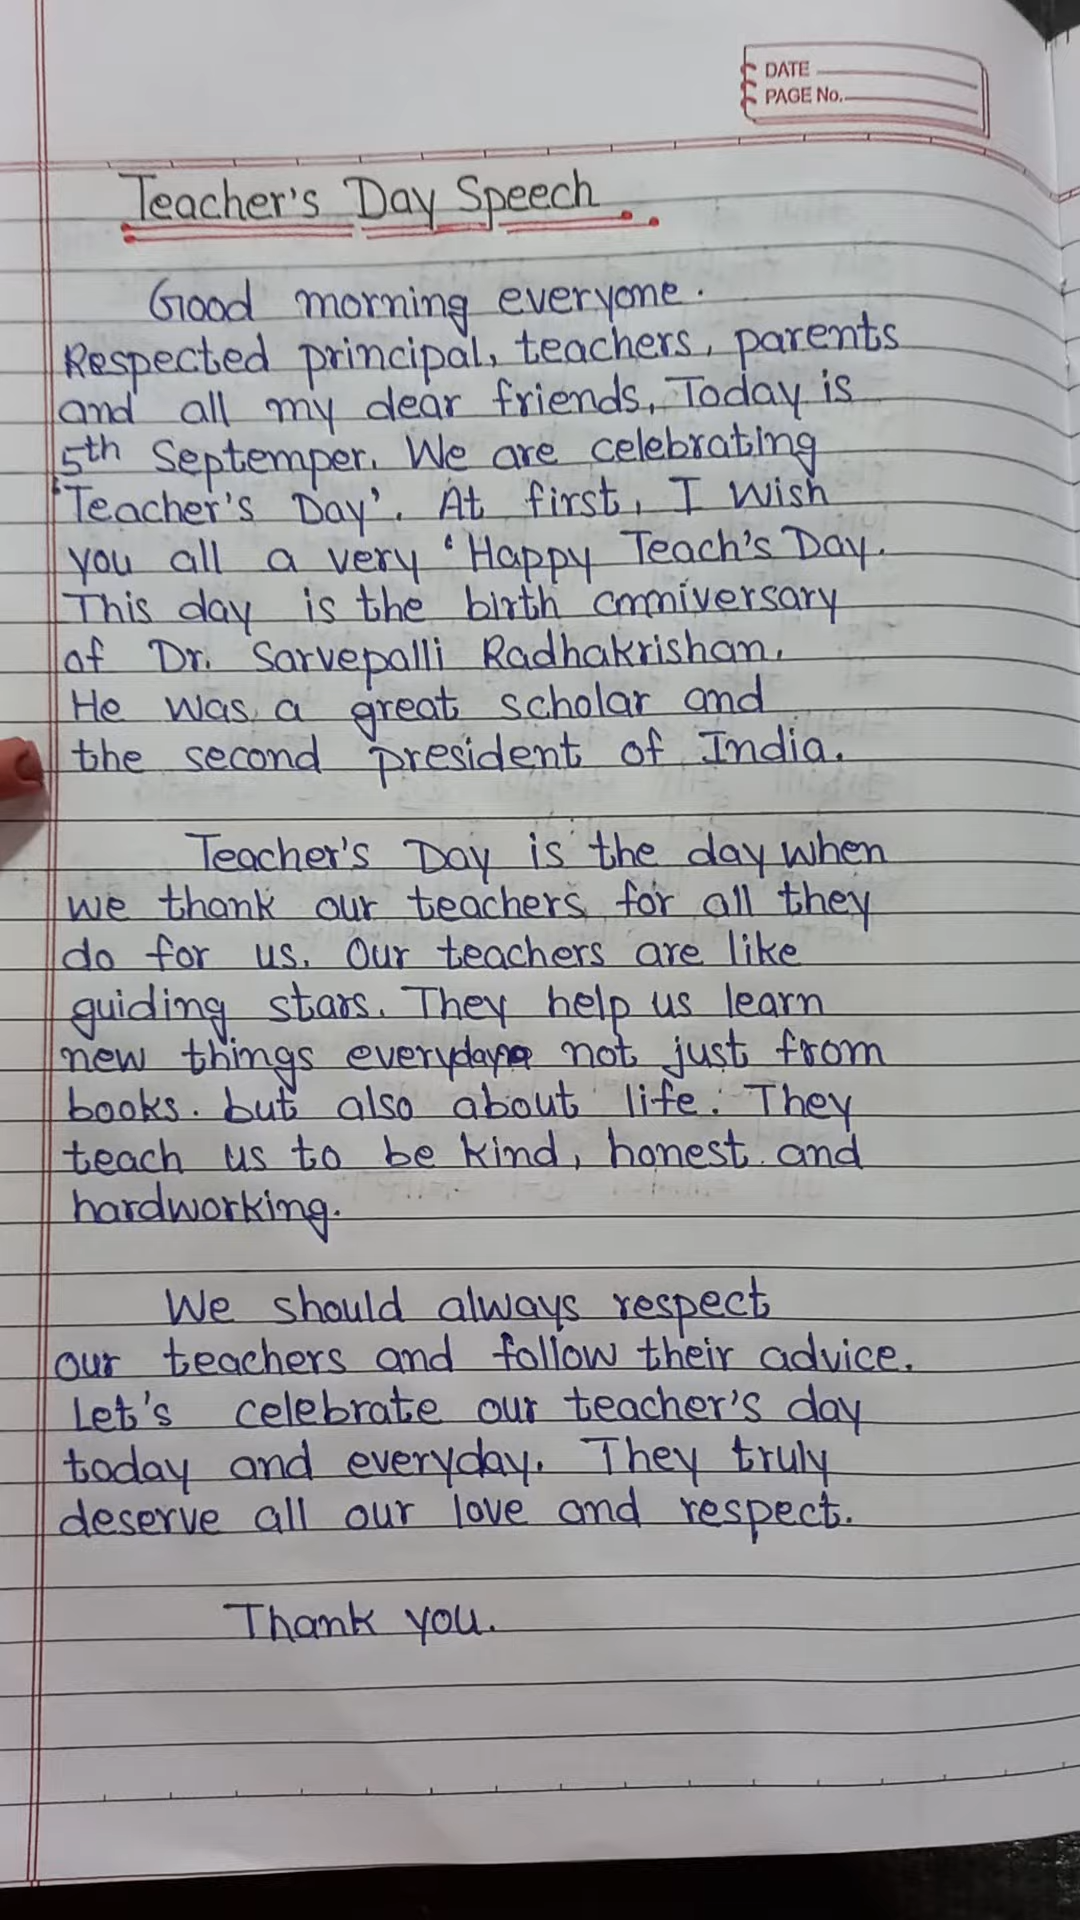 DATE
PAGE No.
Teacher's Day Speech
Good morning everyone.
Respected principal, teachers, parents
and all my dear friends, Today is
5th Septemper. We are celebrating
'Teacher's Day'. At first, I wish
you all a very 'Happy Teach's Day.
This day is the birth anniversary
of Dr. Sarvepalli Radhakrishan.
He was a great scholar and
the second president of India.
Teacher's Day is the day when
we thank our teachers for all they
do for us. Our teachers are like
guiding stars. They help us learn
new things everyday not just from
books. but also about life. They
teach us to be kind, honest and
hardworking.
We should always respect
our teachers and follow their advice.
Let's celebrate our teacher's day
today and everyday. They truly
deserve all our love and respect.
Thank you.